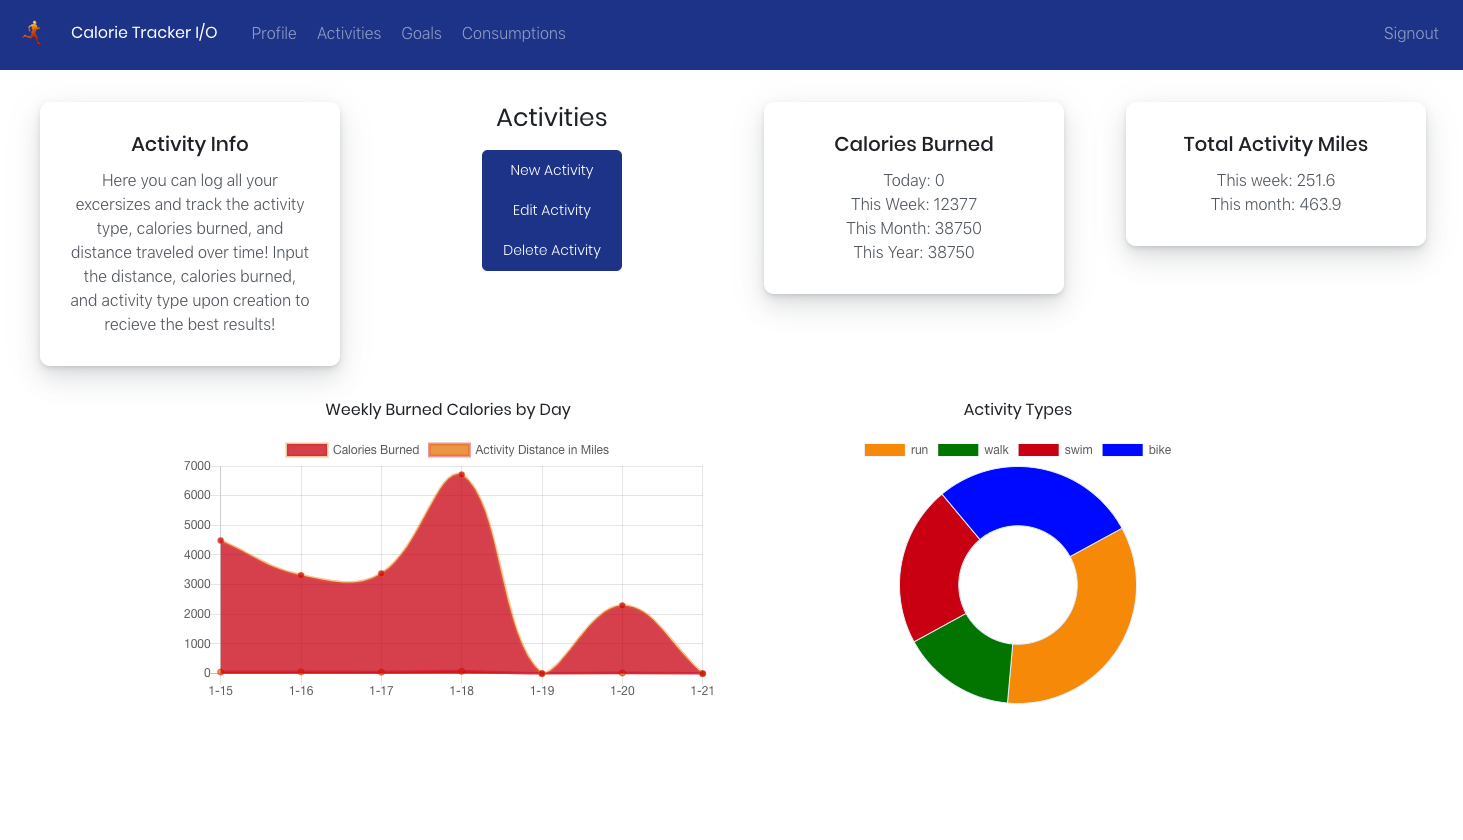 Calorie Tracker I/O
Profile
Activities
Goals
Consumptions
Signout
Activity Info
Here you can log all your
excersizes and track the activity
type, calories burned, and
distance traveled over time! Input
the distance, calories burned,
and activity type upon creation to
recieve the best results!
Activities
New Activity
Edit Activity
Delete Activity
Calories Burned
Today: 0
This Week: 12377
This Month: 38750
This Year: 38750
Total Activity Miles
This week: 251.6
This month: 463.9
Weekly Burned Calories by Day
Calories Burned
Activity Distance in Miles
7000
6000
5000
4000
3000
2000
1000
0
1-15
1-16
1-17
1-18
1-19
1-20
1-21
Activity Types
run
walk
swim
bike